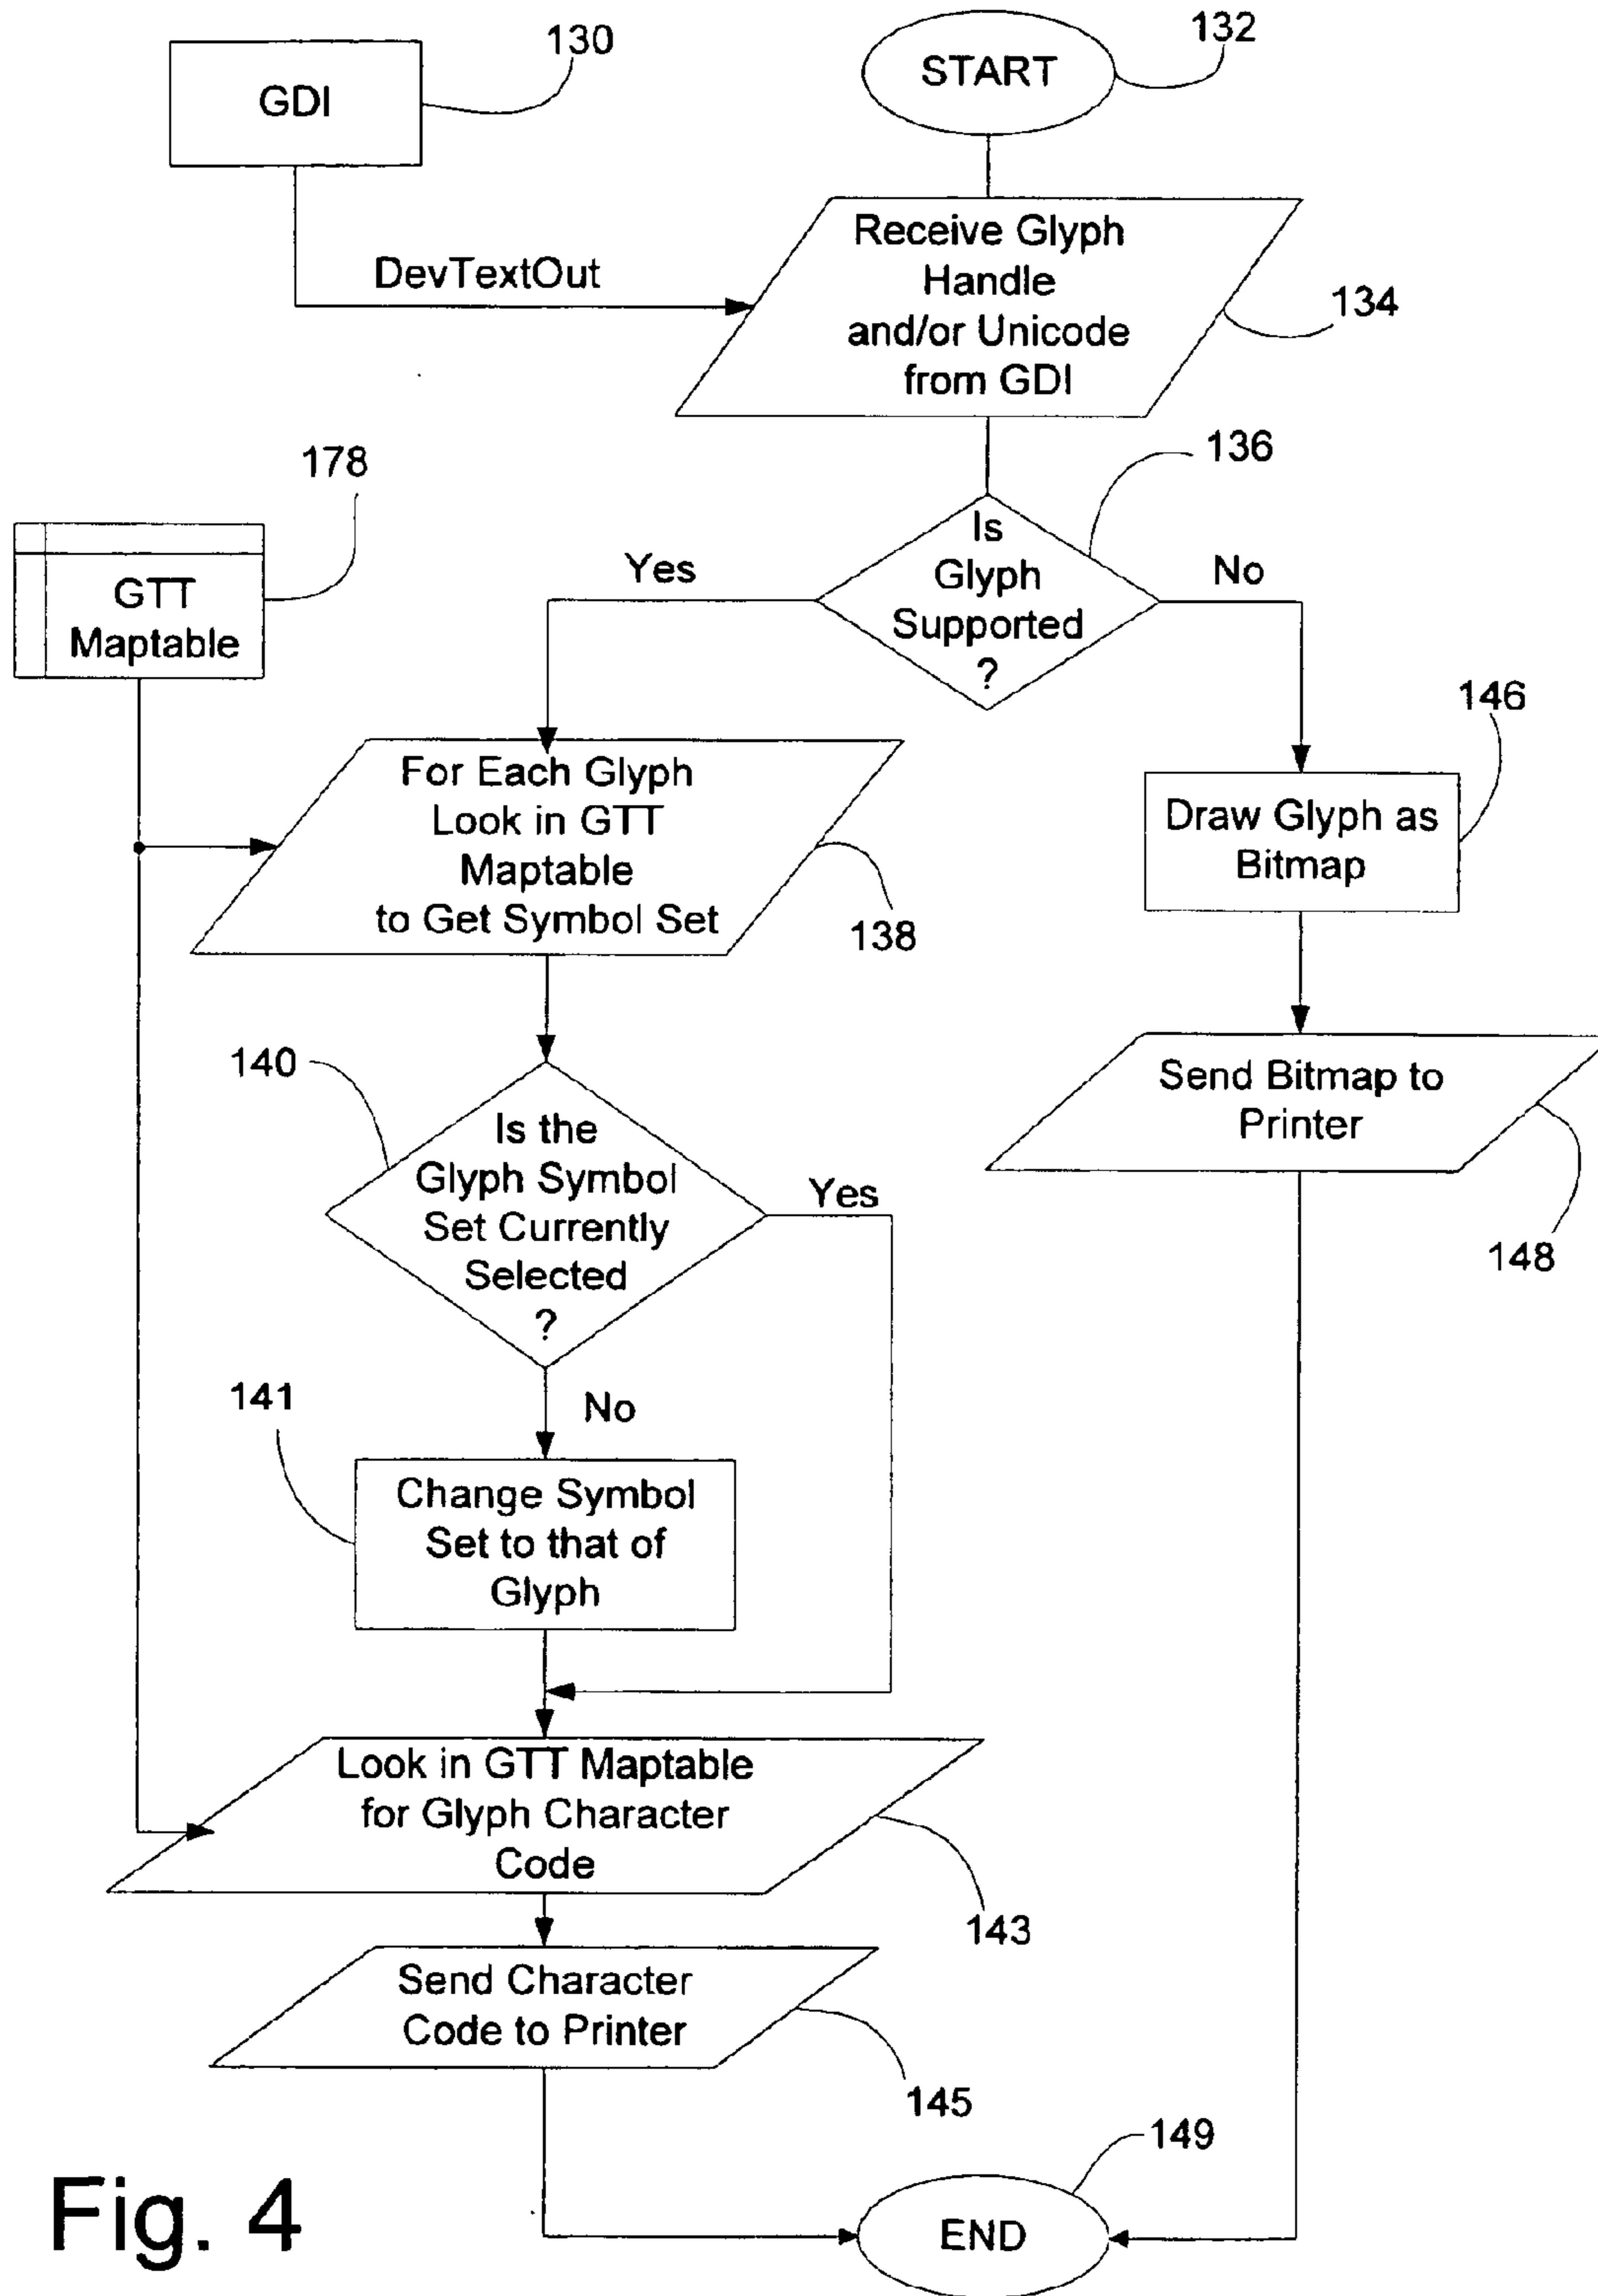 130
132
GDI
START
DevTextOut
Receive Glyph
Handle
and/or Unicode
from GDI
134
178
136
GTT
Maptable
Yes
Is
Glyph
Supported
?
No
146
For Each Glyph
Look in GTT
Maptable
to Get Symbol Set
138
Draw Glyph as
Bitmap
140
Is the
Glyph Symbol
Set Currently
Selected
?
Yes
Send Bitmap to
Printer
148
141
No
Change Symbol
Set to that of
Glyph
Look in GTT Maptable
for Glyph Character
Code
143
Send Character
Code to Printer
145
149
END
Fig. 4